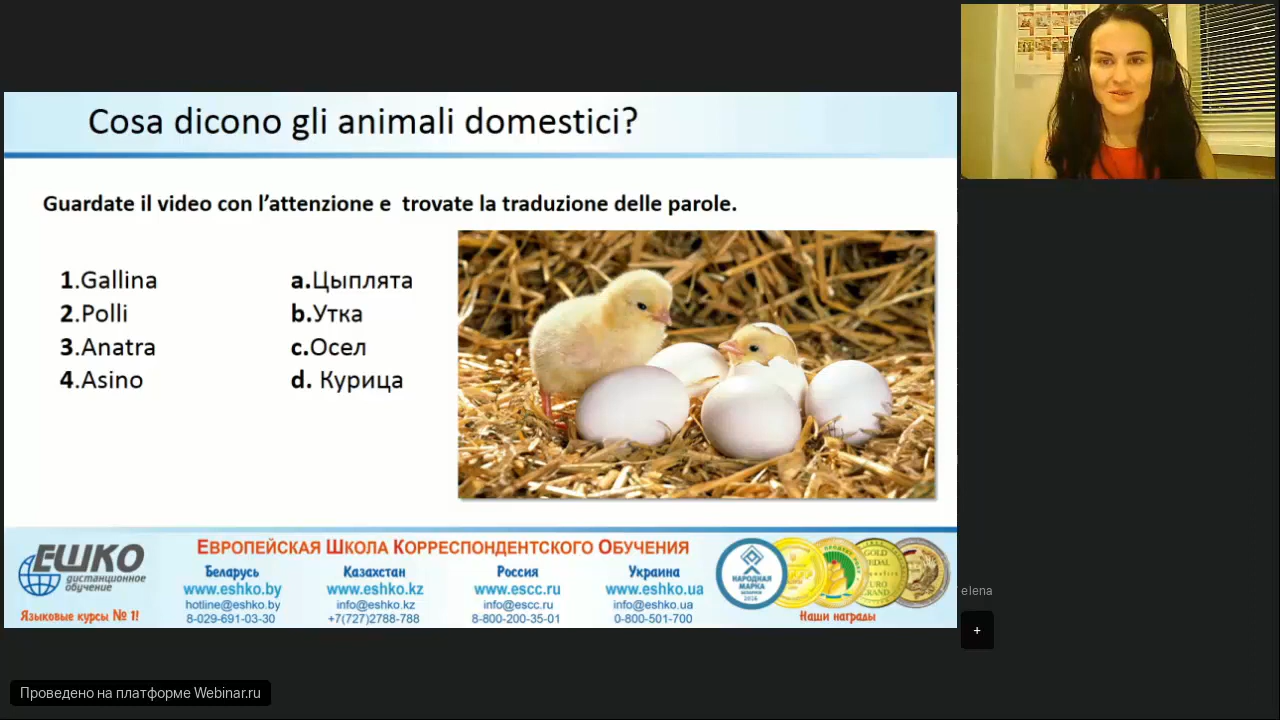 Cosa dicono gli animali domestici?
Guardate il video con l’attenzione e trovate la traduzione delle parole.
1.Gallina
2.Polli
3.Anatra
4.Asino
a.Цыплята
b.Утка
c.Осел
d. Курица
ЕШКО
дистанционное
обучение
Языковые курсы № 1!
ЕВРОПЕЙСКАЯ ШКОЛА КОРРЕСПОНДЕНТСКОГО ОБУЧЕНИЯ
Беларусь
www.eshko.by
hotline@eshko.by
8-029-691-03-30
Казахстан
www.eshko.kz
info@eshko.kz
+7(727)2788-788
Россия
www.escc.ru
info@escc.ru
8-800-200-35-01
Украина
www.eshko.ua
info@eshko.ua
0-800-501-700
НАРОДНАЯ
МАРКА
2016
GOLD
MEDAL
Наши награды
elena
+
Проведено на платформе Webinar.ru